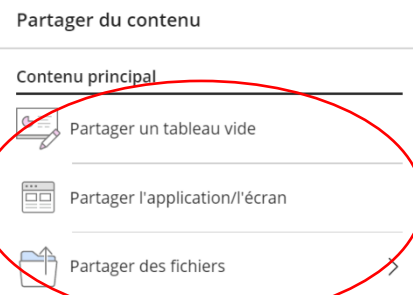 Partager du contenu
Contenu principal
Partager un tableau vide
Partager l'application/l'écran
Partager des fichiers